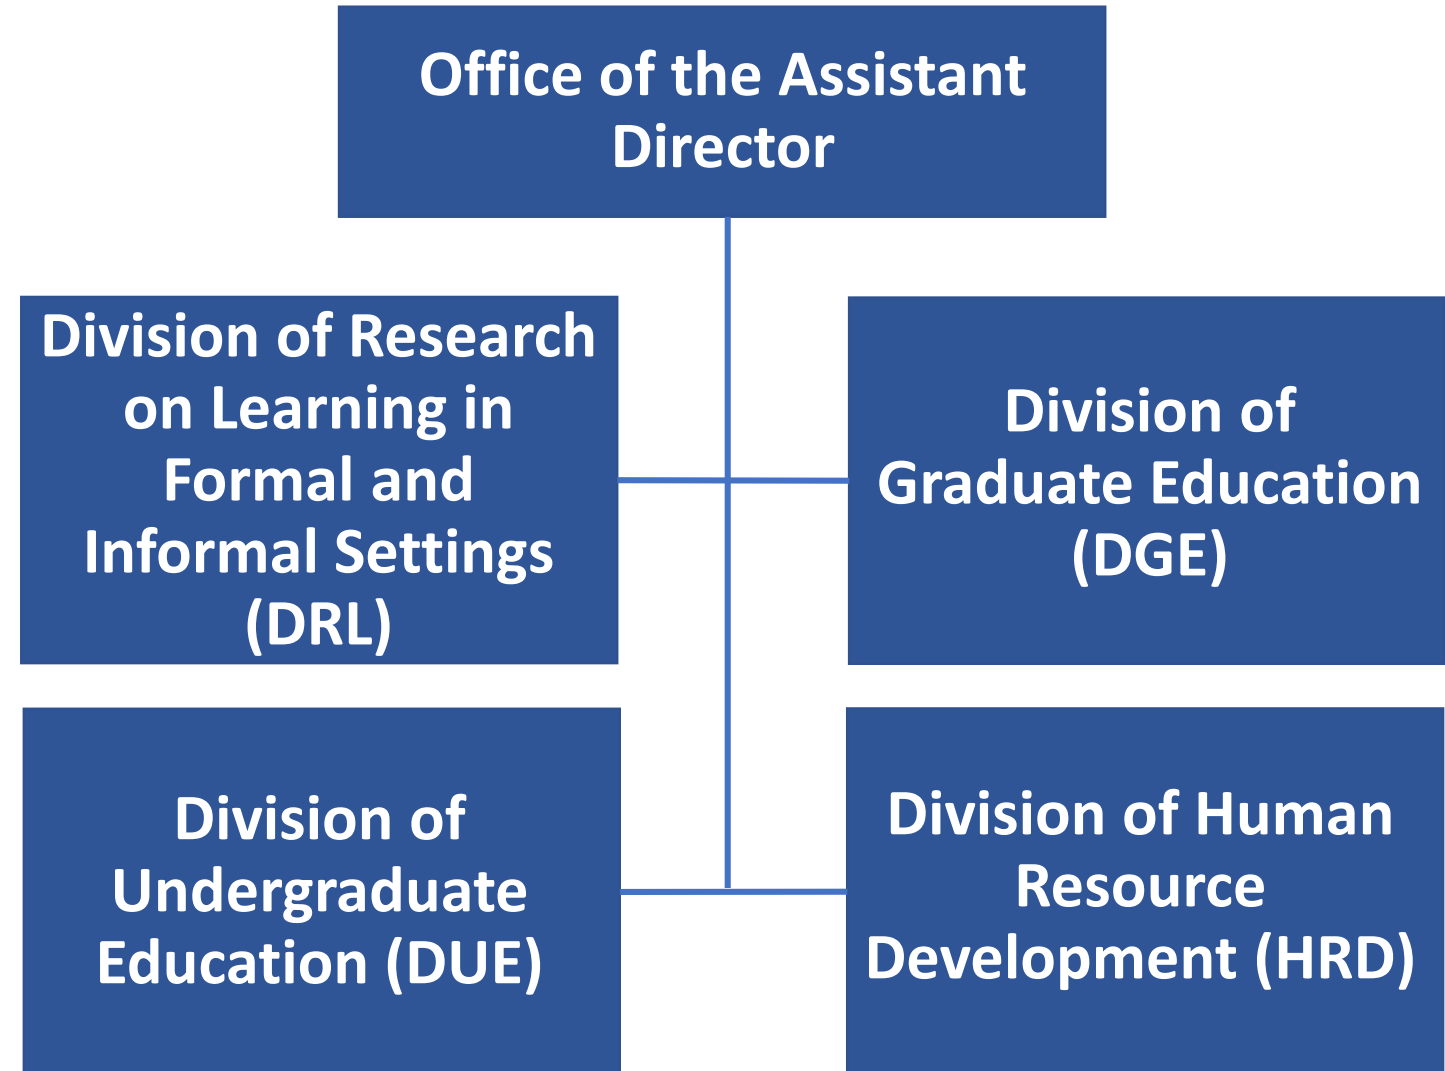 Office of the Assistant
Director
Division of Research
on Learning in
Formal and
Informal Settings
(DRL)
Division of
Graduate Education
(DGE)
Division of
Undergraduate
Education (DUE)
Division of Human
Resource
Development (HRD)